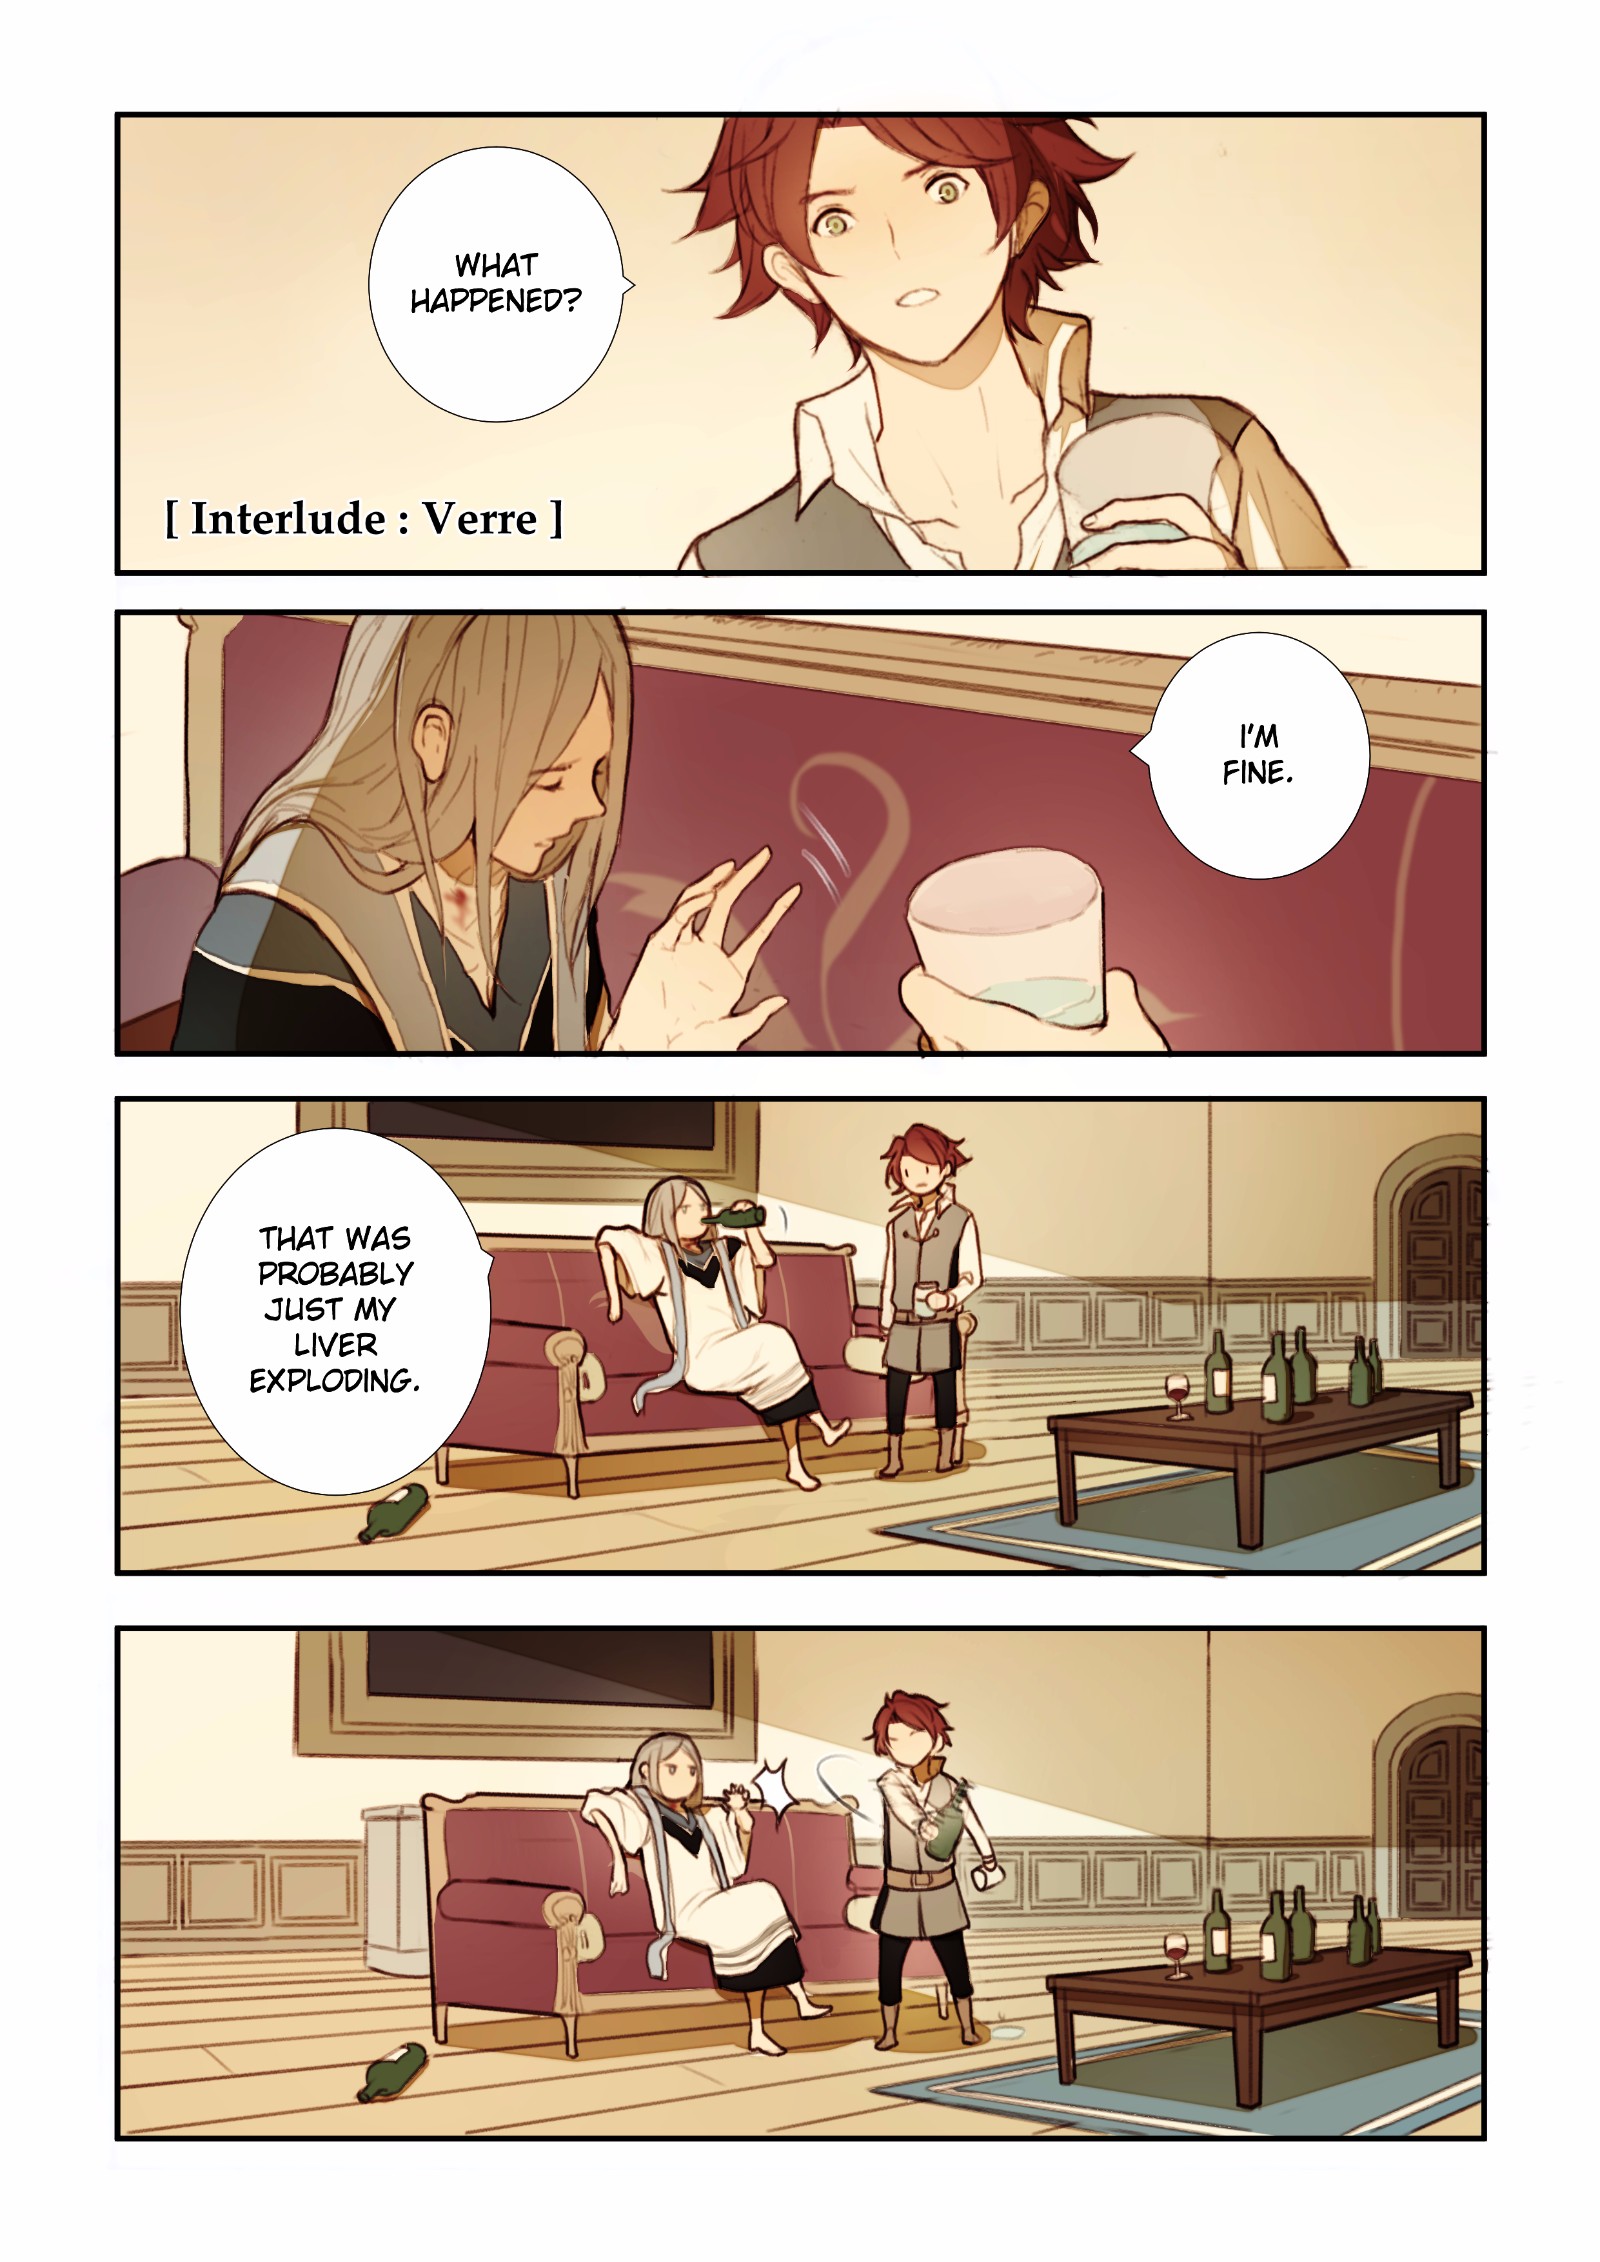 WHAT
HAPPENED?
[ Interlude : Verre ]
I'M
FINE.
THAT WAS
PROBABLY
JUST MY
LIVER
EXPLODING.